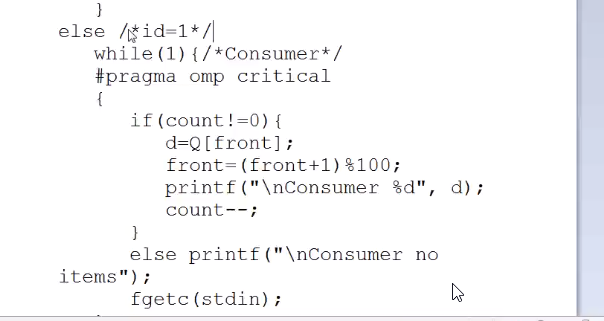 }
else /*id=1*/
while(1){/*Consumer*/
#pragma omp critical
{
if(count!=0){
d=Q[front];
front=(front+1)%100;
printf("\nConsumer %d", d);
count--;
}
else printf("\nConsumer no
items");
fgetc(stdin);